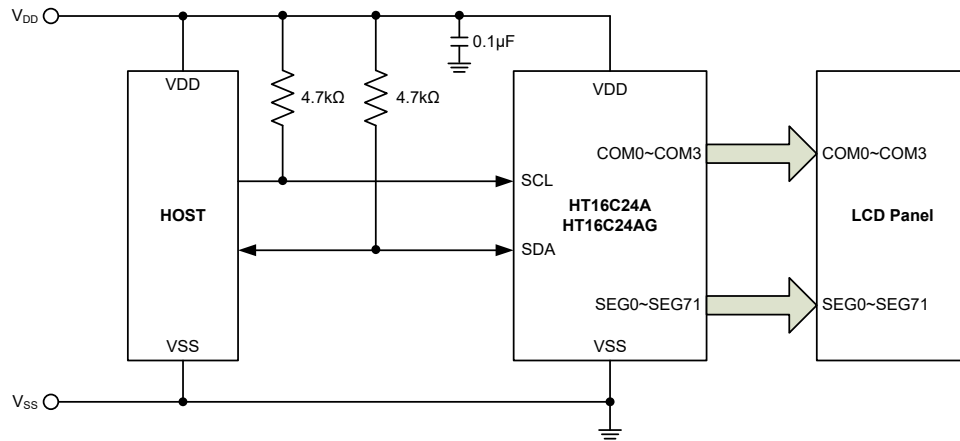 VDD
0.1μF
VDD
4.7kΩ
4.7kΩ
VDD
COM0~COM3
COM0~COM3
SCL
HOST
HT16C24A
HT16C24AG
LCD Panel
SDA
SEG0~SEG71
SEG0~SEG71
VSS
VSS
VSS